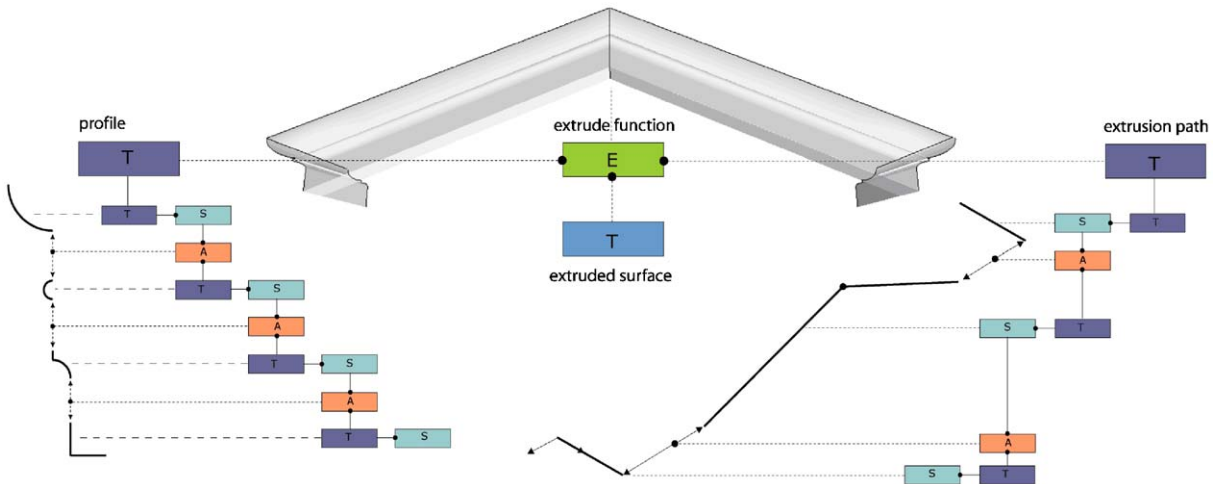 profile
extrude function
extrusion path
T
E
T
T
S
S
T
A
A
T
S
T
extruded surface
A
S
T
T
S
A
A
T
S
S
T